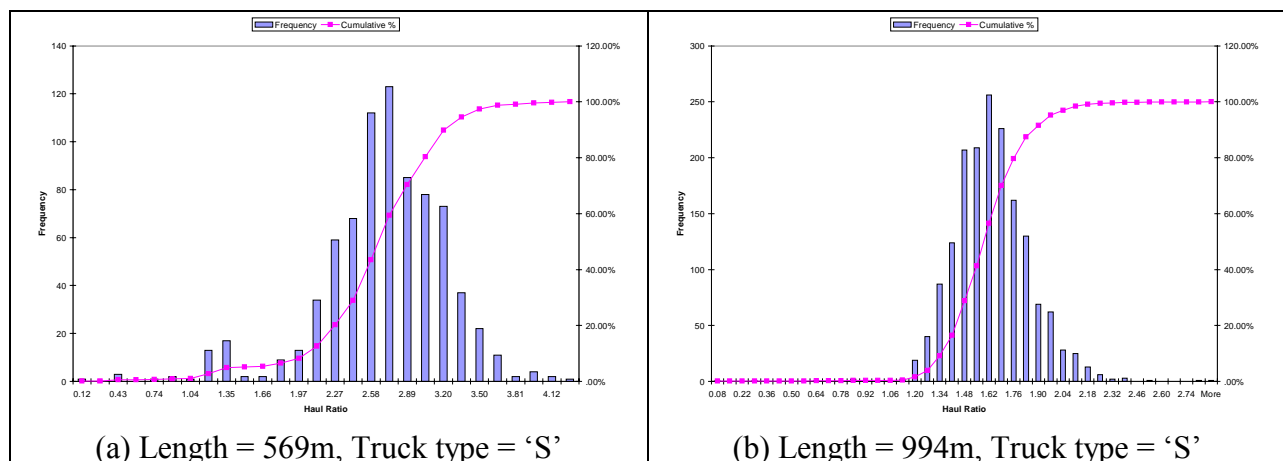 Frequency Cumulative %
140
120
100
80
60
40
20
0
Frequency
120.00%
100.00%
80.00%
60.00%
40.00%
20.00%
.00%
0.12 0.43 0.74 1.04 1.35 1.66 1.97 2.27 2.58 2.89 3.20 3.50 3.81 4.12
Haul Ratio
(a) Length = 569m, Truck type = ‘S’
Frequency Cumulative %
300
250
200
150
100
50
0
Frequency
120.00%
100.00%
80.00%
60.00%
40.00%
20.00%
.00%
0.08 0.22 0.36 0.50 0.64 0.78 0.92 1.06 1.20 1.34 1.48 1.62 1.76 1.90 2.04 2.18 2.32 2.46 2.60 2.74 More
Haul Ratio
(b) Length = 994m, Truck type = ‘S’